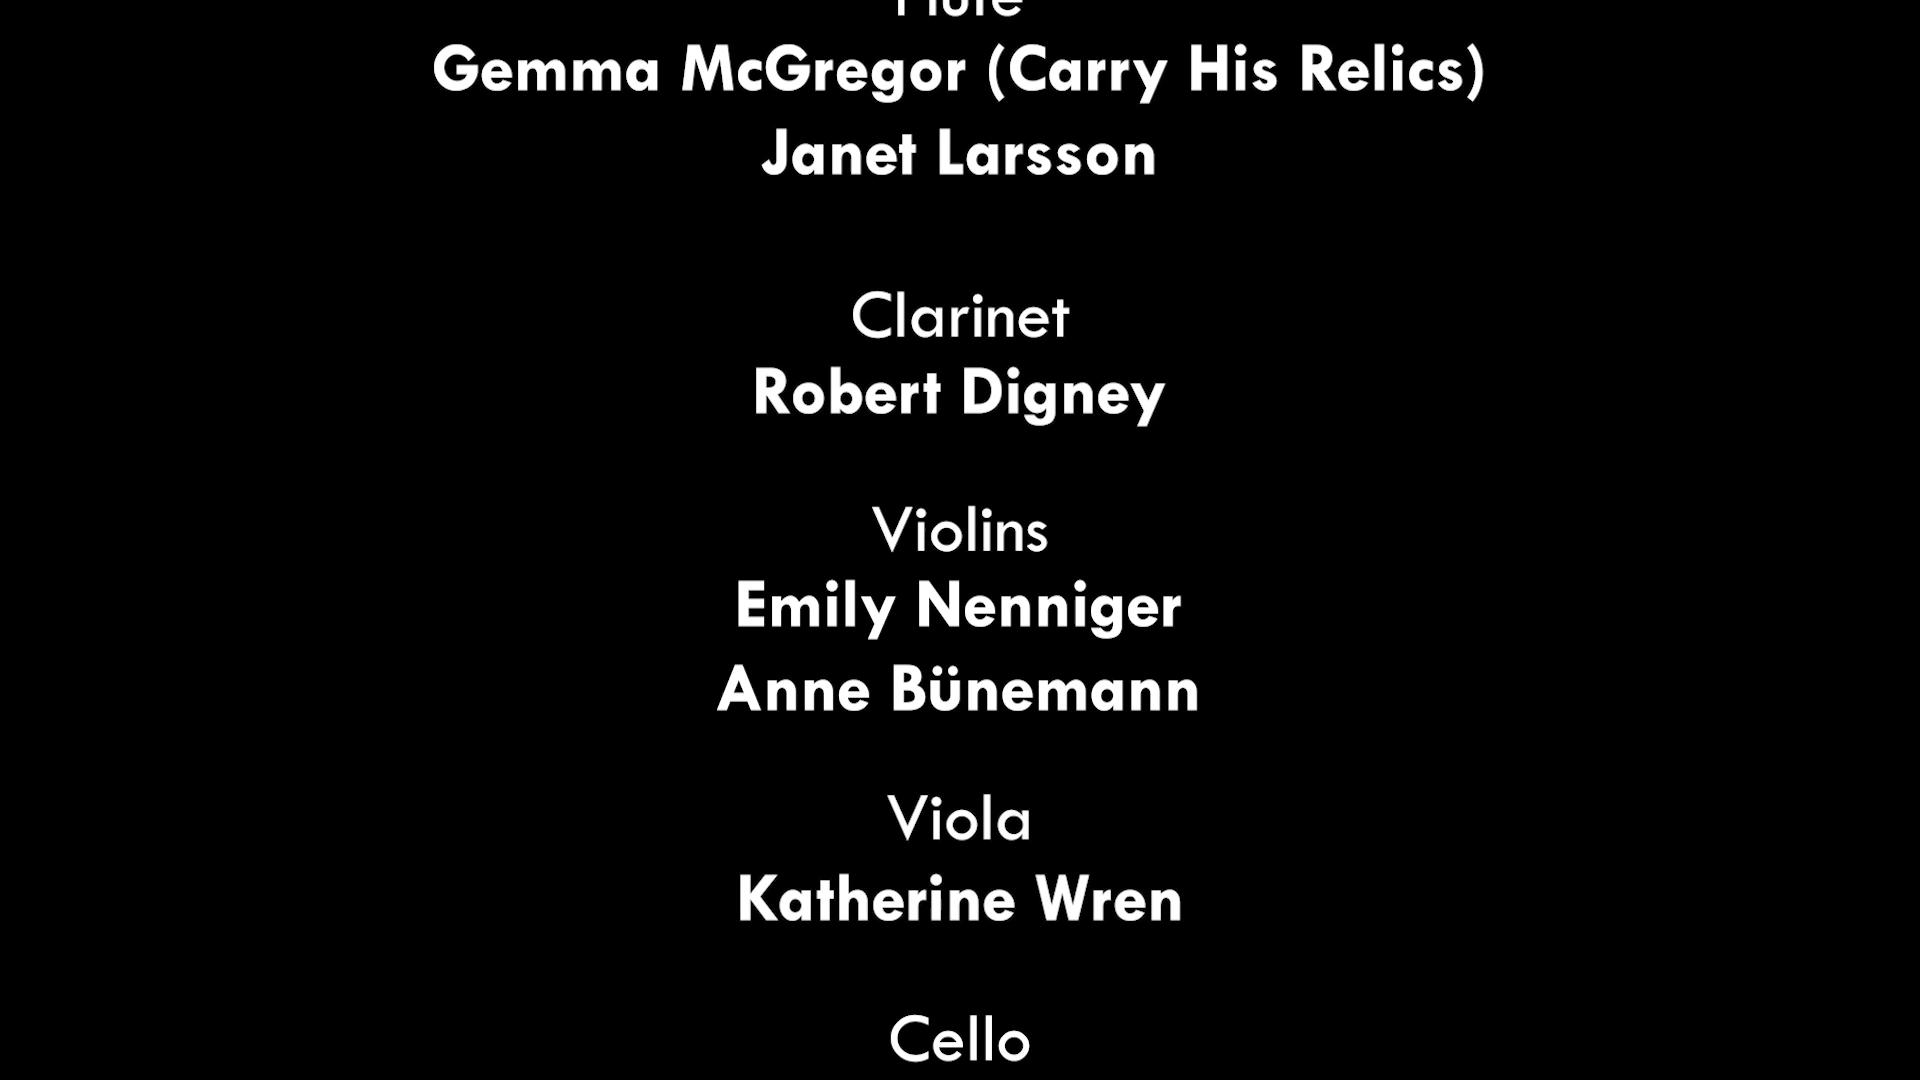 Flute
Gemma McGregor (Carry His Relics)
Janet Larsson
Clarinet
Robert Digney
Violins
Emily Nenniger
Anne Bünemann
Viola
Katherine Wren
Cello